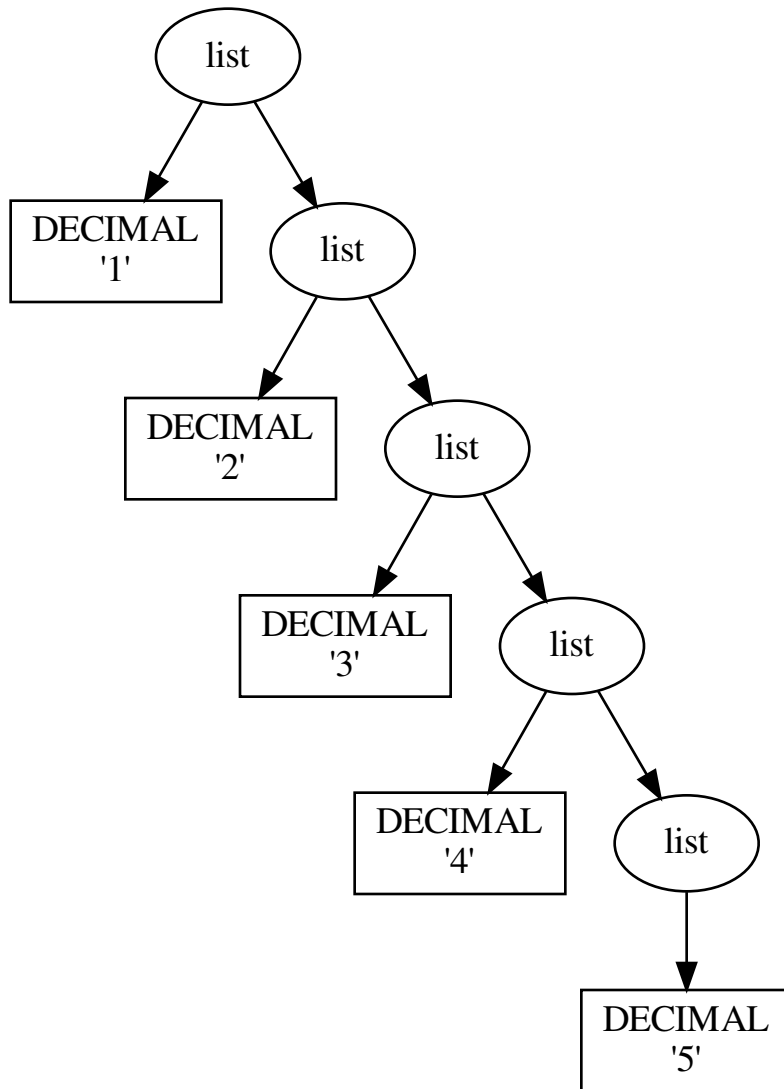 list
DECIMAL
'1'
list
DECIMAL
'2'
list
DECIMAL
'3'
list
DECIMAL
'4'
list
DECIMAL
'5'